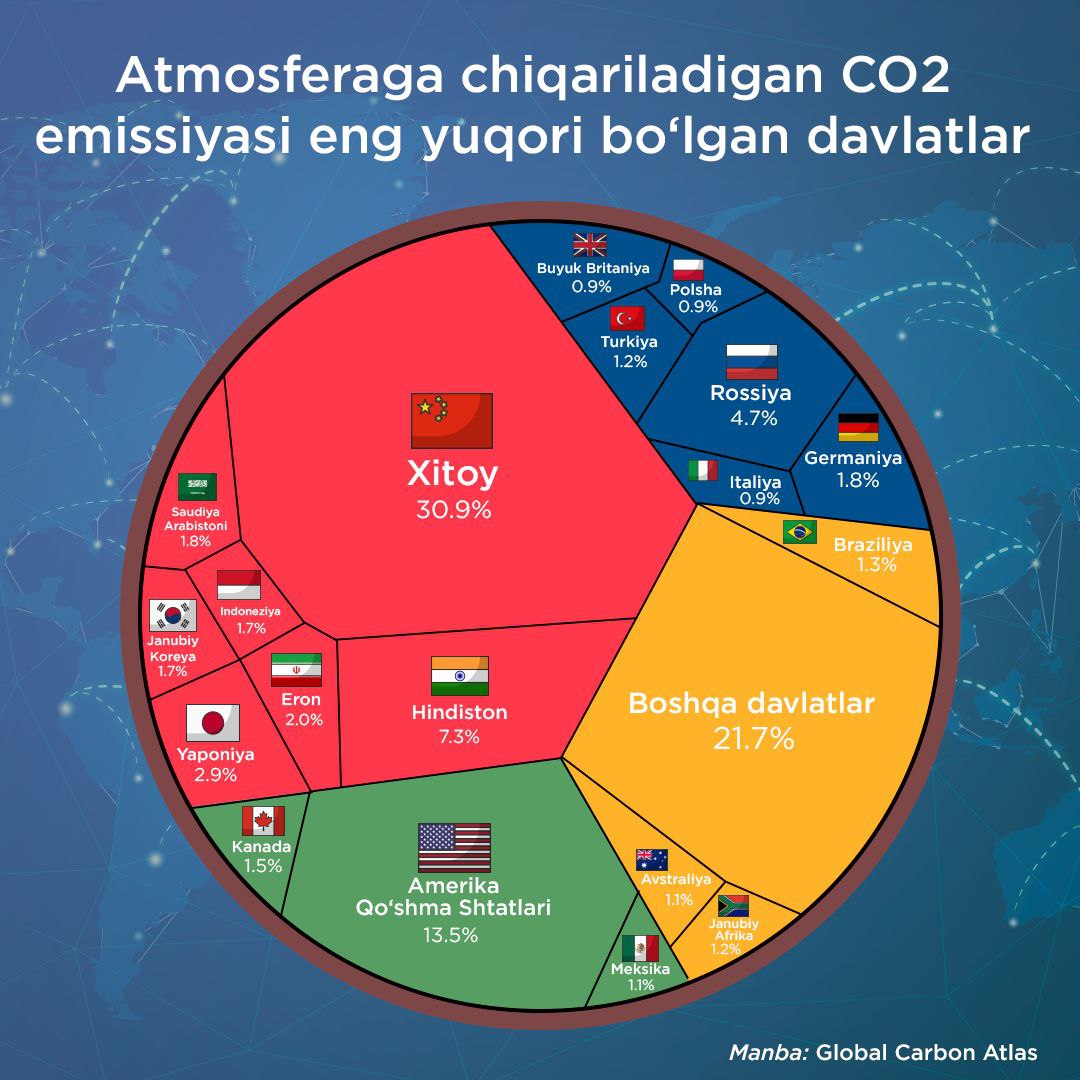 Atmosferaga chiqariladigan CO2
emissiyasi eng yuqori bo‘lgan davlatlar
Buyuk Britaniya
0.9%
Polsha
0.9%
Turkiya
1.2%
Rossiya
4.7%
Germaniya
1.8%
Italiya
0.9%
Xitoy
30.9%
Saudiya
Arabistoni
1.8%
Indoneziya
1.7%
Janubiy
Koreya
1.7%
Eron
2.0%
Yaponiya
2.9%
Hindiston
7.3%
Braziliya
1.3%
Boshqa davlatlar
21.7%
Kanada
1.5%
Amerika
Qo‘shma Shtatlari
13.5%
Meksika
1.1%
Avstraliya
1.1%
Janubiy
Afrika
1.2%
Manba: Global Carbon Atlas